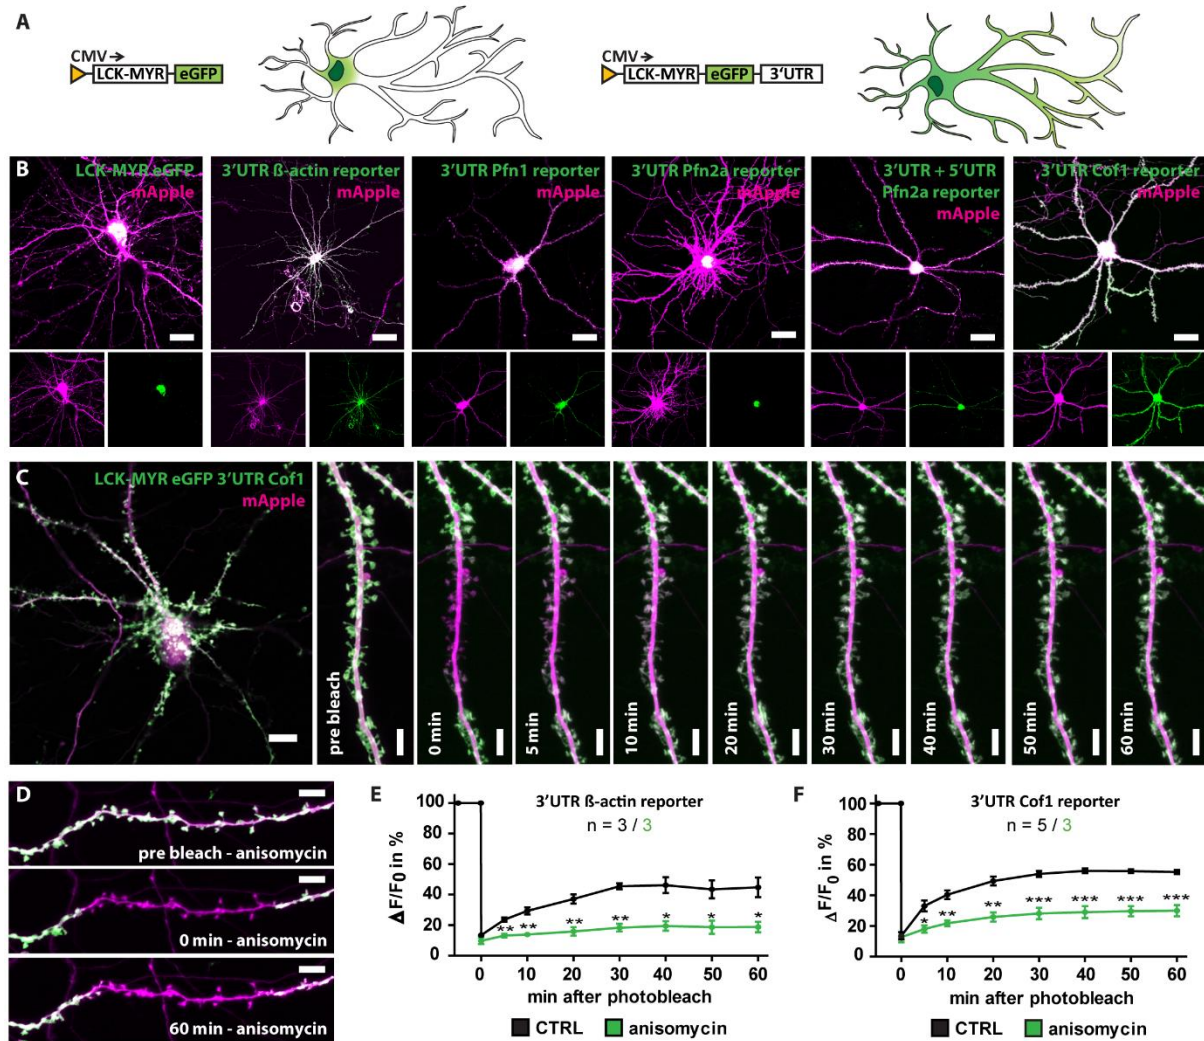 A
CMV →
LCK-MYR eGFP
CMV →
LCK-MYR eGFP 3'UTR
B
LCK-MYR eGFP
mApple
3'UTR ß-actin reporter
mApple
3'UTR Pfn1 reporter
mApple
3'UTR Pfn2a reporter
mApple
3'UTR + 5'UTR
Pfn2a reporter
mApple
3'UTR Cof1 reporter
mApple
C
LCK-MYR eGFP 3'UTR Cof1
mApple
pre bleach
0 min
5 min
10 min
20 min
30 min
40 min
50 min
60 min
D
pre bleach - anisomycin
0 min - anisomycin
60 min - anisomycin
E
3'UTR ß-actin reporter
n = 3 / 3
ΔF/F0 in %
100
80
60
40
20
0
** ** ** ** * * *
0 10 20 30 40 50 60
min after photobleach
CTRL anisomycin
F
3'UTR Cof1 reporter
n = 5 / 3
ΔF/F0 in %
100
80
60
40
20
0
* ** ** *** *** *** ***
0 10 20 30 40 50 60
min after photobleach
CTRL anisomycin